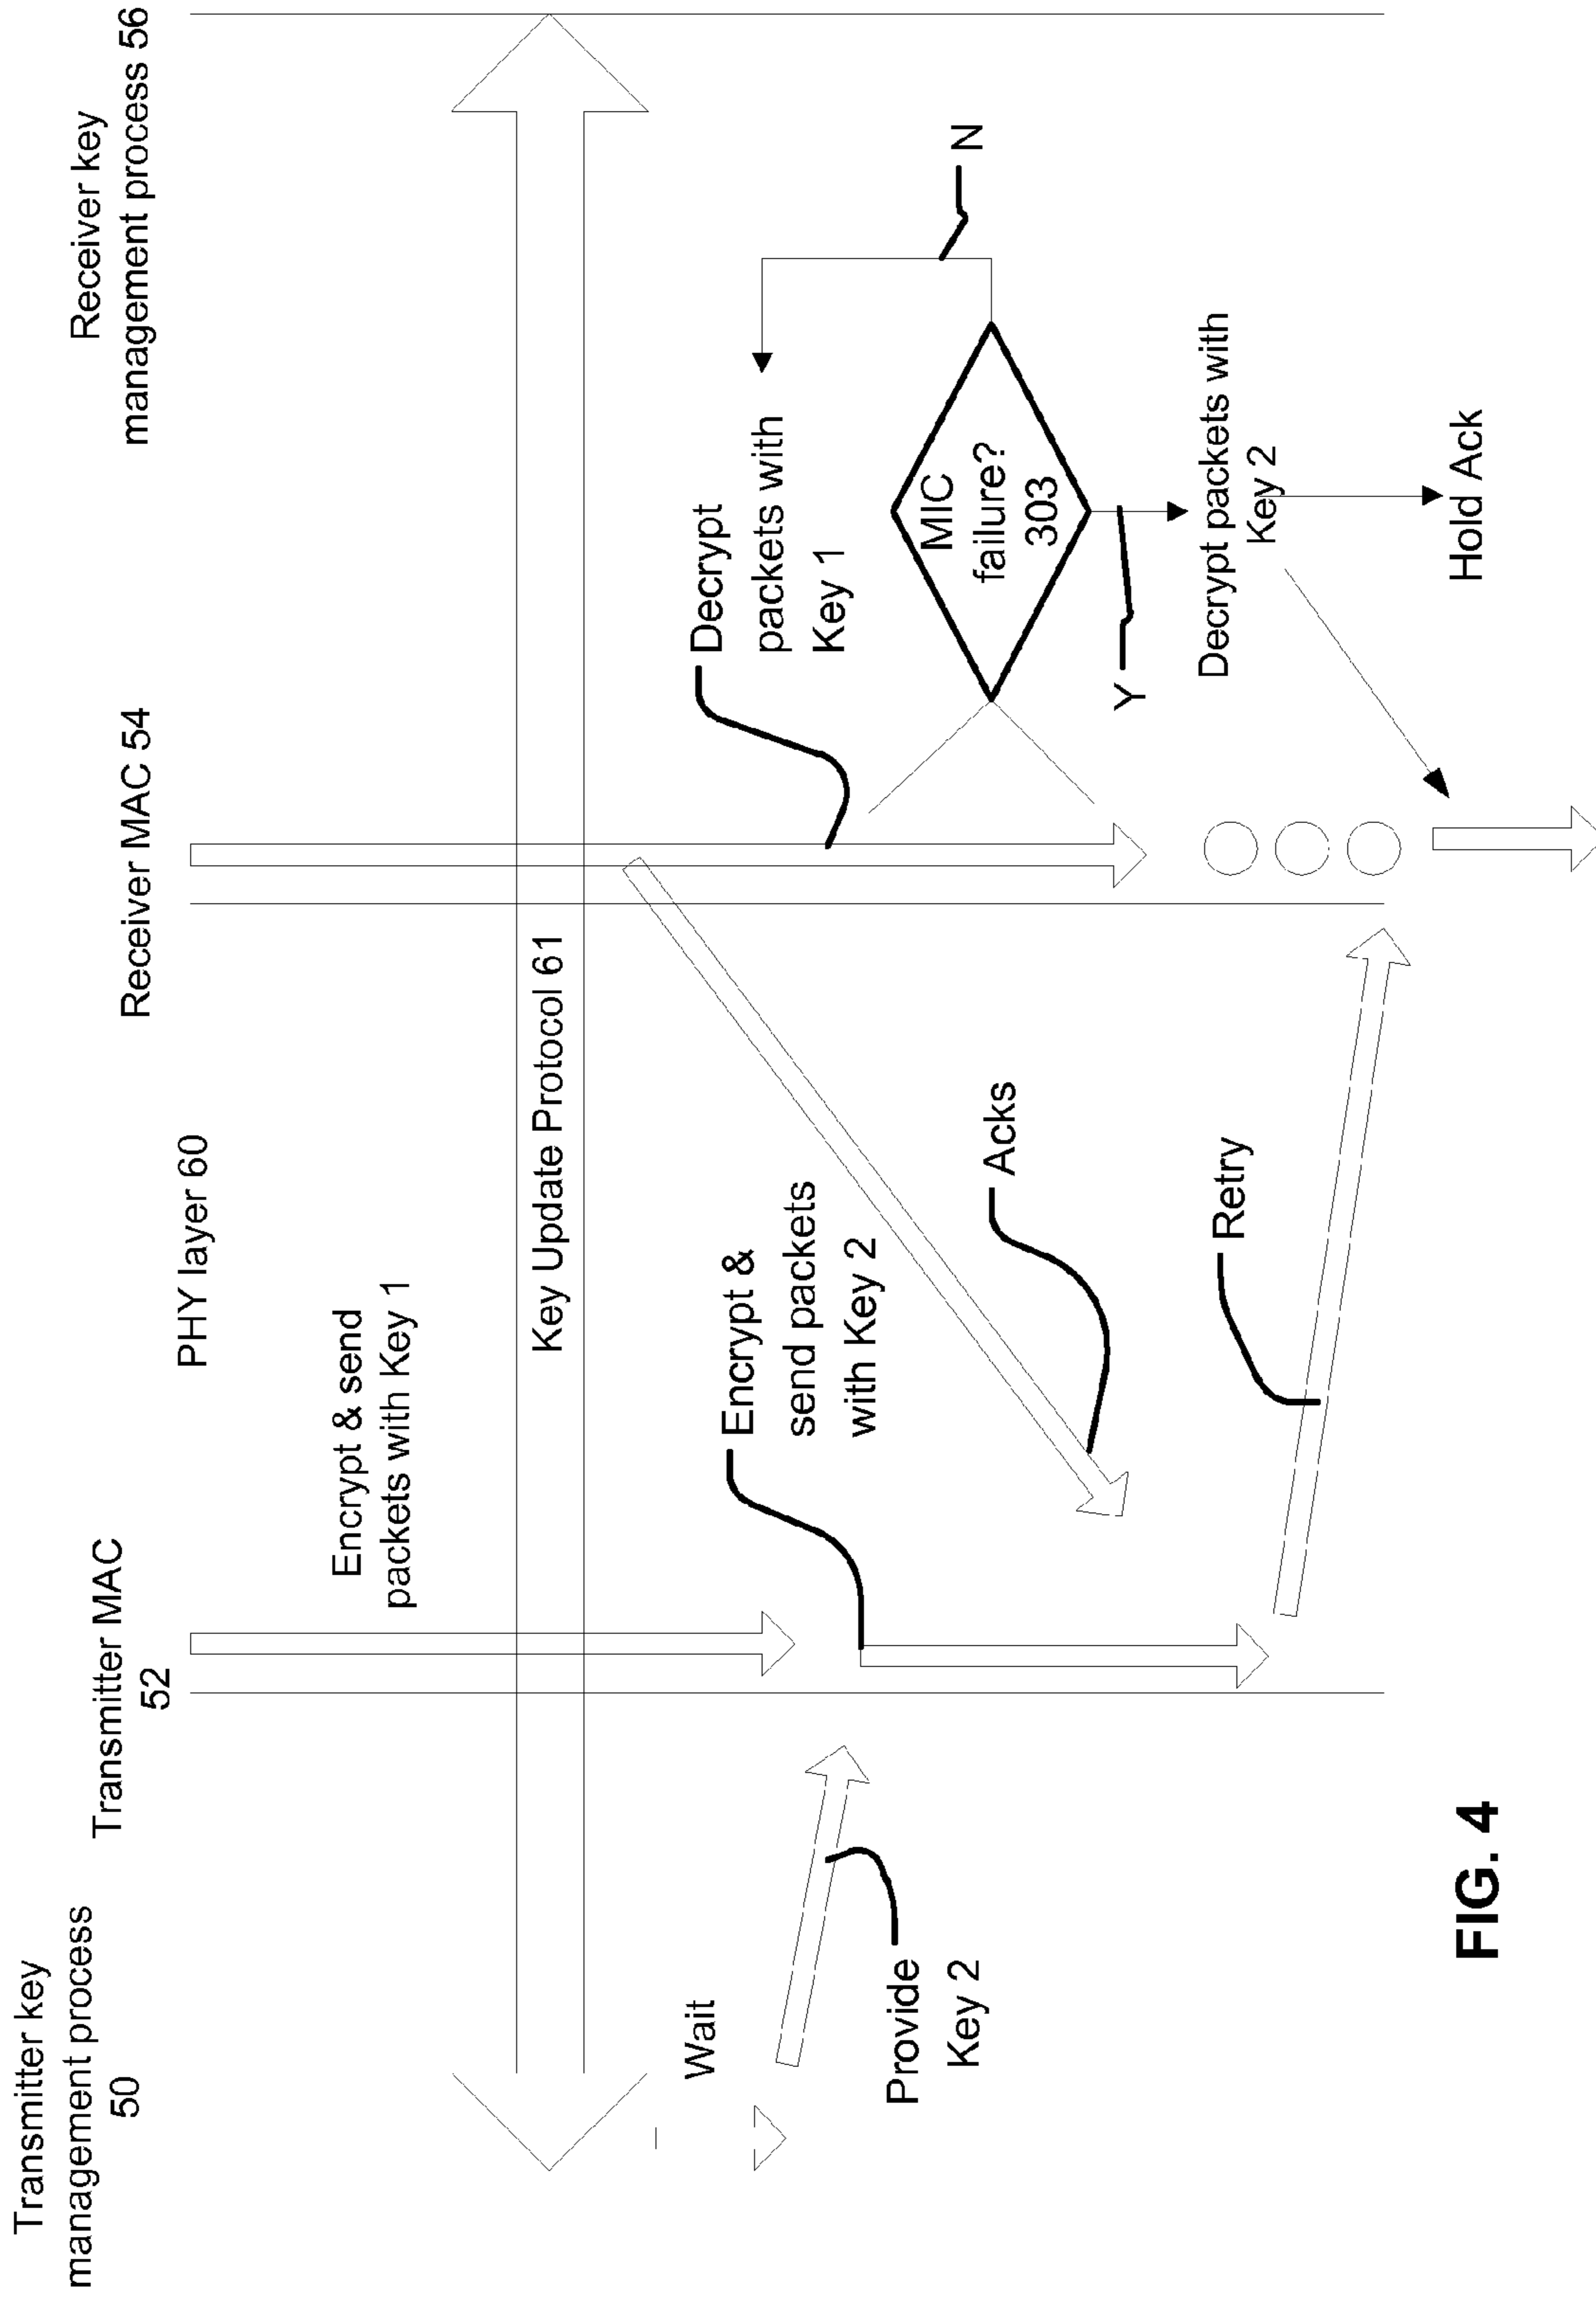 Transmitter key
management process
50
Transmitter MAC
52
PHY layer 60
Receiver MAC 54
Receiver key
management process 56
Encrypt & send
packets with Key 1
Key Update Protocol 61
Wait
Provide
Key 2
Encrypt &
send packets
with Key 2
Acks
Retry
Decrypt
packets with
Key 1
MIC
failure?
303
N
Y
Decrypt packets with
Key 2
Hold Ack
FIG. 4